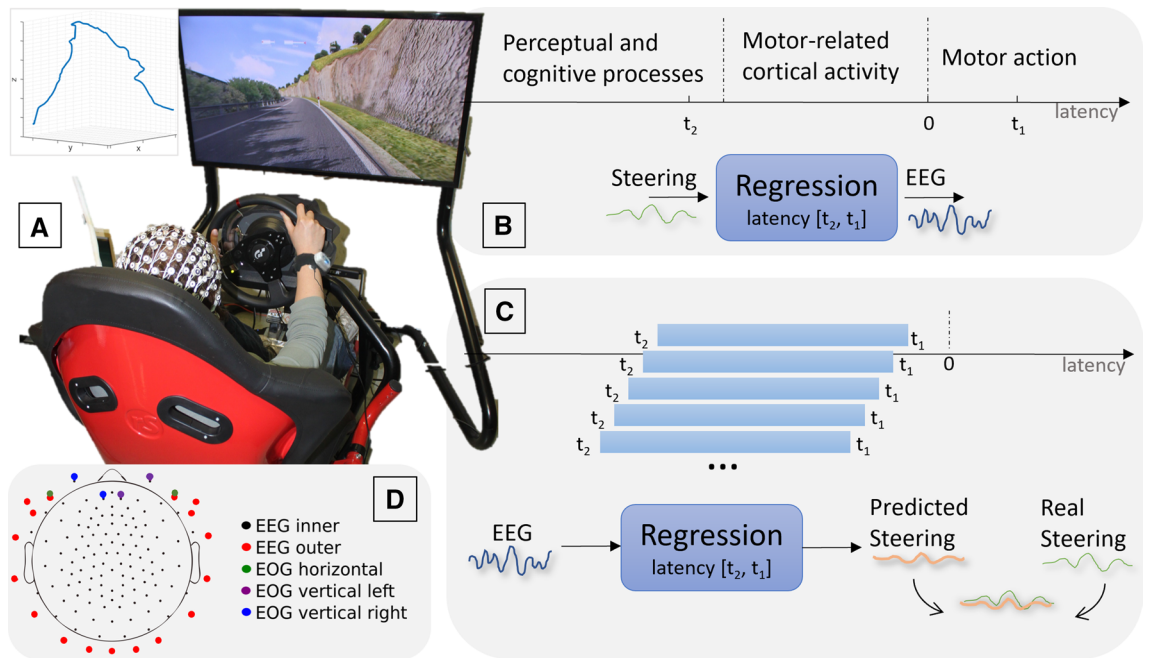 z
y
x
A
Perceptual and
cognitive processes
Motor-related
cortical activity
Motor action
latency
t₂
0
t₁
Steering
Regression
latency [t₂, t₁]
EEG
B
C
t₂ t₁
t₂ t₁
t₂ t₁
t₂ t₁
t₂ t₁
0
latency
...
EEG
Regression
latency [t₂, t₁]
Predicted
Steering
Real
Steering
D
EEG inner
EEG outer
EOG horizontal
EOG vertical left
EOG vertical right